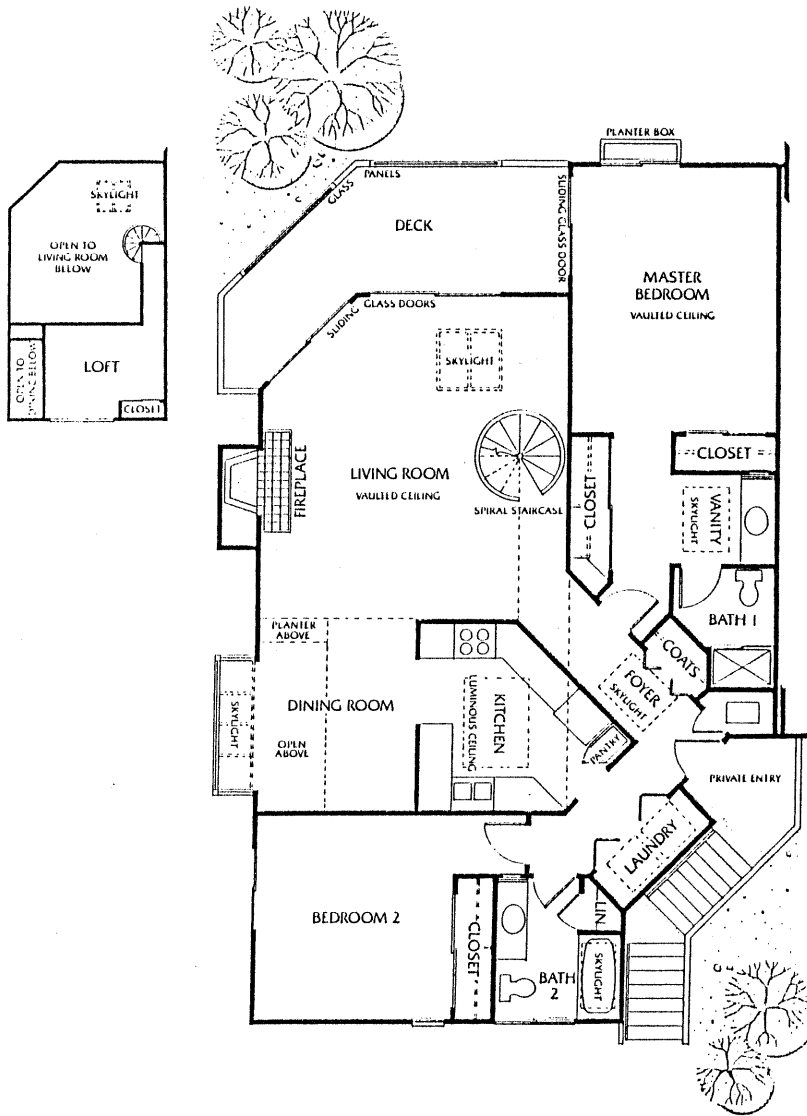 PLANTER BOX
SKYLIGHT
OPEN TO
LIVING ROOM
BELOW
OPEN TO
DINING BELOW
LOFT
CLOSET
GLASS
PANELS
DECK
SLIDING GLASS DOOR
MASTER
BEDROOM
VAULTED CEILING
SLIDING
GLASS DOORS
SKYLIGHT
FIREPLACE
LIVING ROOM
VAULTED CEILING
SPIRAL STAIRCASE
CLOSET
CLOSET
VANITY
SKYLIGHT
BATH 1
COATS
FOYER
SKYLIGHT
PLANTER
ABOVE
DINING ROOM
SKYLIGHT
OPEN
ABOVE
KITCHEN
LUMINOUS CEILING
PANTRY
PRIVATE ENTRY
LAUNDRY
BEDROOM 2
CLOSET
LIN
BATH
2
SKYLIGHT